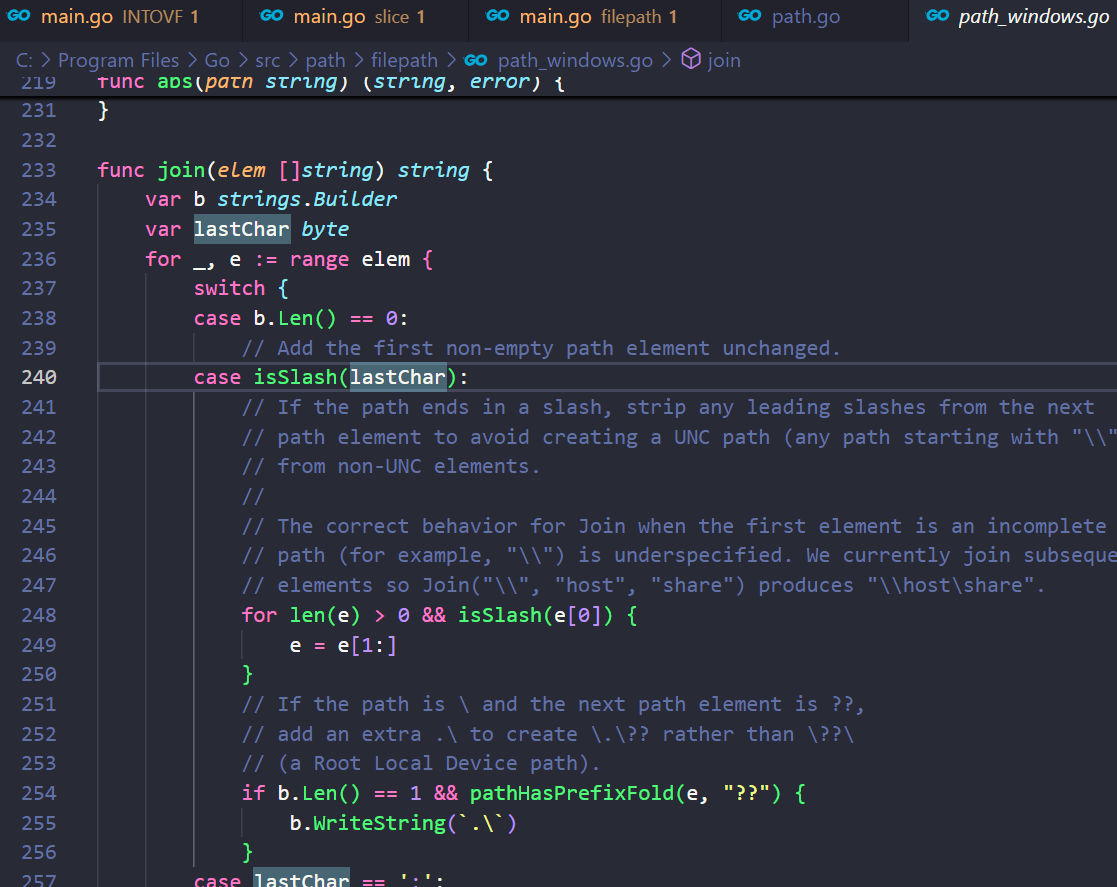 GO main.go INTOVF 1 GO main.go slice 1 GO main.go filepath 1 GO path.go GO path_windows.go
C: > Program Files > Go > src > path > filepath > GO path_windows.go > join
219 func abs(path string) (string, error) {
231 }
232
233 func join(elem []string) string {
234     var b strings.Builder
235     var lastChar byte
236     for _, e := range elem {
237         switch {
238         case b.Len() == 0:
239             // Add the first non-empty path element unchanged.
240         case isSlash(lastChar):
241             // If the path ends in a slash, strip any leading slashes from the next
242             // path element to avoid creating a UNC path (any path starting with "\\"
243             // from non-UNC elements.
244             //
245             // The correct behavior for Join when the first element is an incomplete
246             // path (for example, "\\") is underspecified. We currently join subseque
247             // elements so Join("\\", "host", "share") produces "\\host\share".
248             for len(e) > 0 && isSlash(e[0]) {
249                 e = e[1:]
250             }
251             // If the path is \ and the next path element is ??,
252             // add an extra .\ to create \.\?? rather than \??\
253             // (a Root Local Device path).
254             if b.Len() == 1 && pathHasPrefixFold(e, "??") {
255                 b.WriteString(`.\`)
256             }
257         case lastChar == ':':